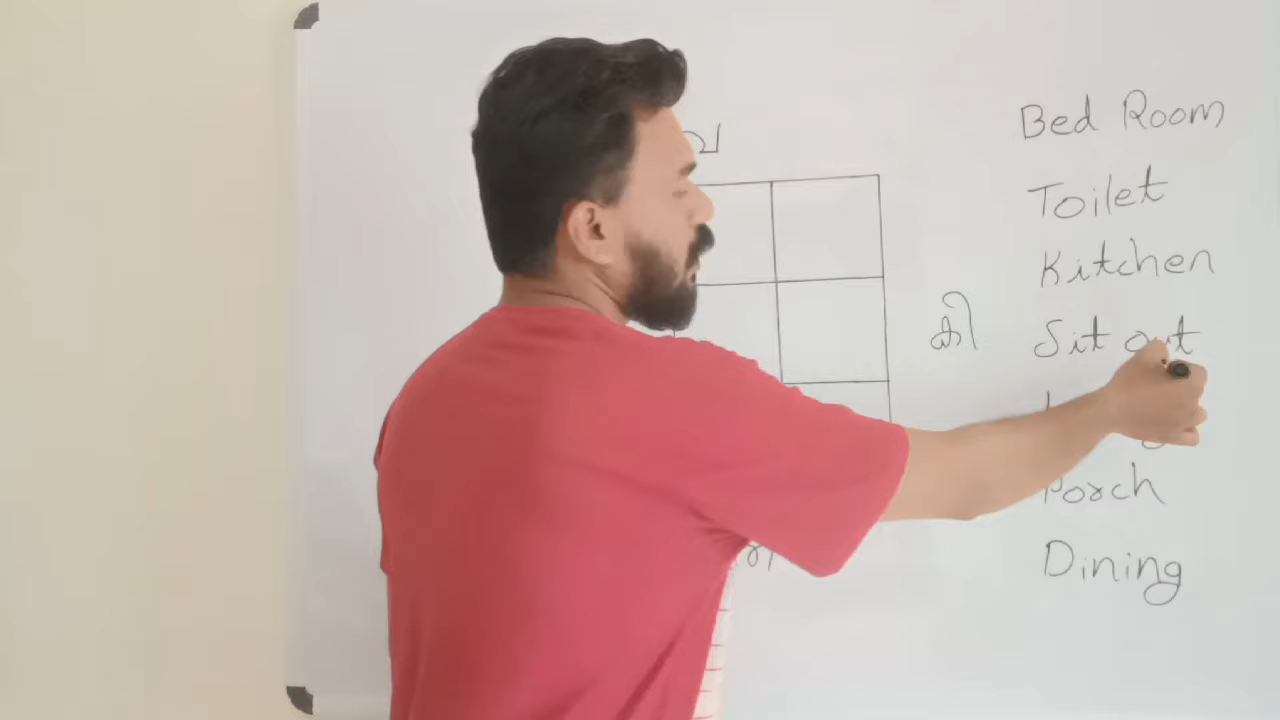 വ
Bed Room
Toilet
Kitchen
കി
Sit out
Porch
Dining